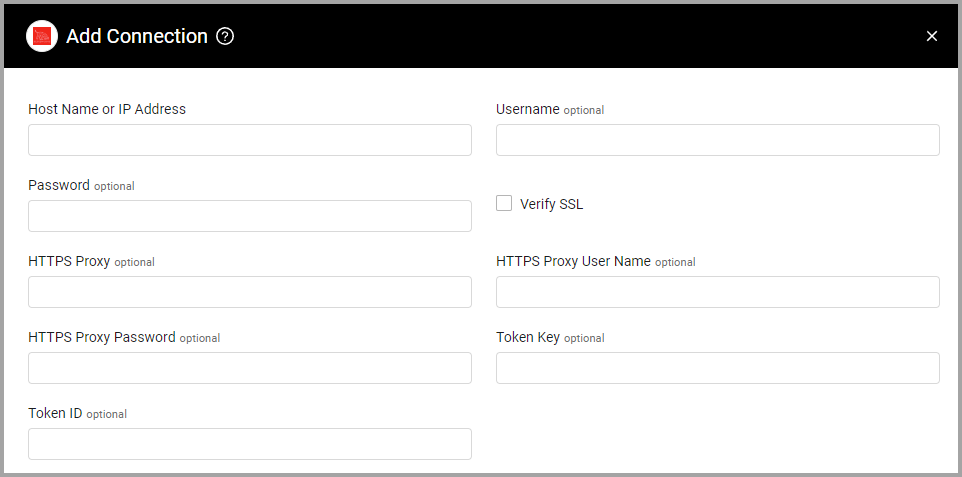 Add Connection ?
Host Name or IP Address
Username optional
Password optional
Verify SSL
HTTPS Proxy optional
HTTPS Proxy User Name optional
HTTPS Proxy Password optional
Token Key optional
Token ID optional